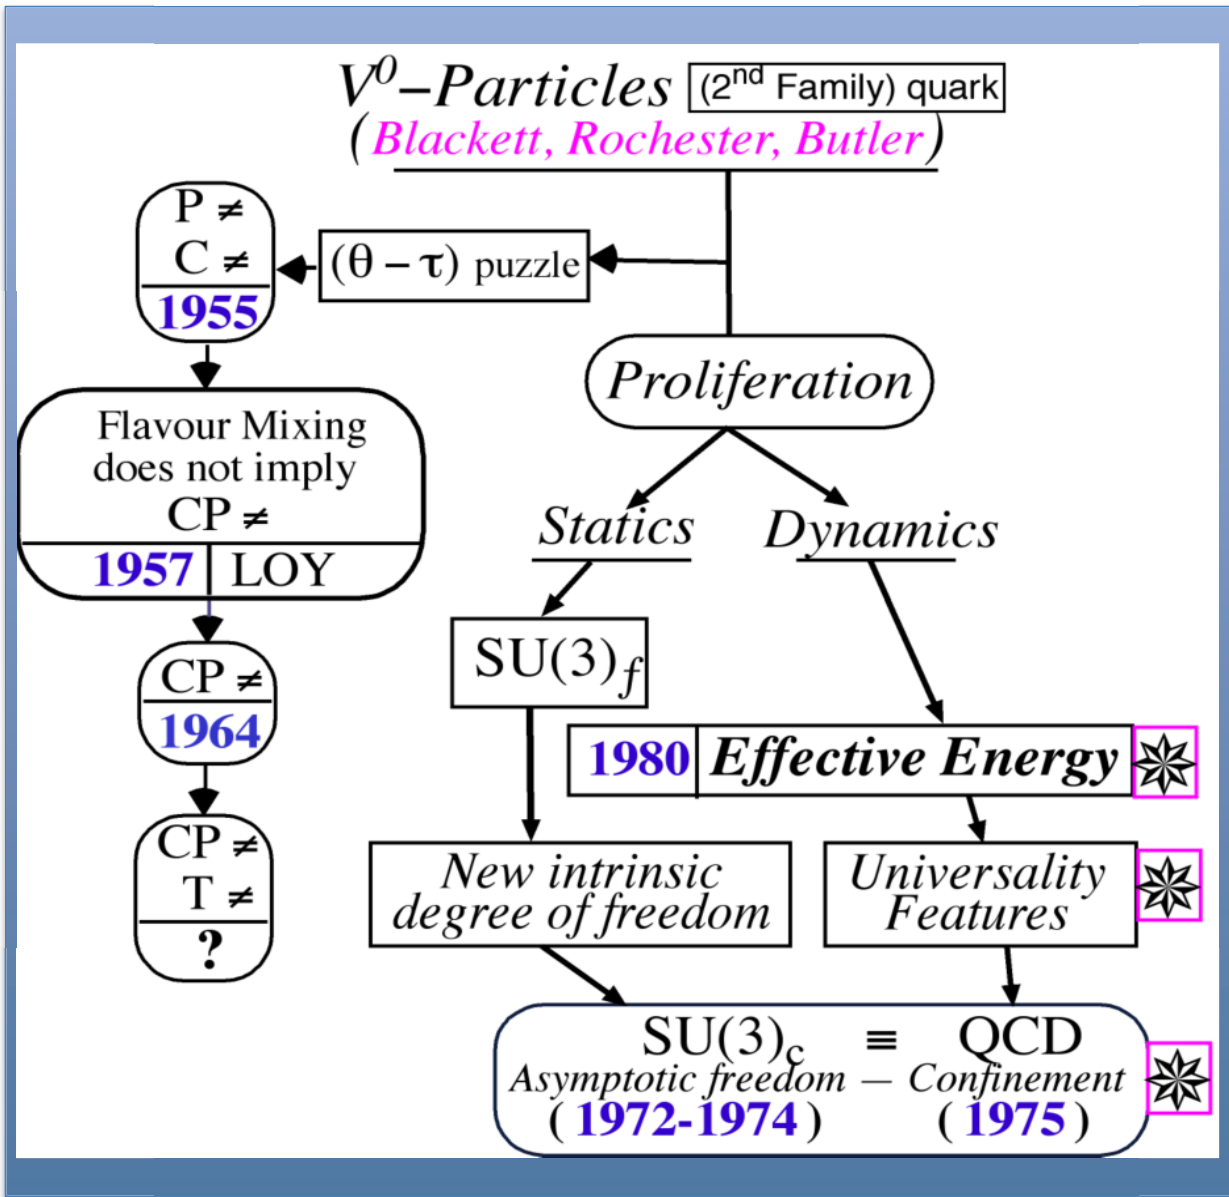 V⁰–Particles (2nd Family) quark
(Blackett, Rochester, Butler)
P ≠
C ≠
1955
(θ – τ) puzzle
Proliferation
Flavour Mixing
does not imply
CP ≠
1957 LOY
Statics
Dynamics
SU(3)f
CP ≠
1964
1980 Effective Energy
CP ≠
T ≠
?
New intrinsic
degree of freedom
Universality
Features
SU(3)c ≡ QCD
Asymptotic freedom – Confinement
(1972-1974) (1975)